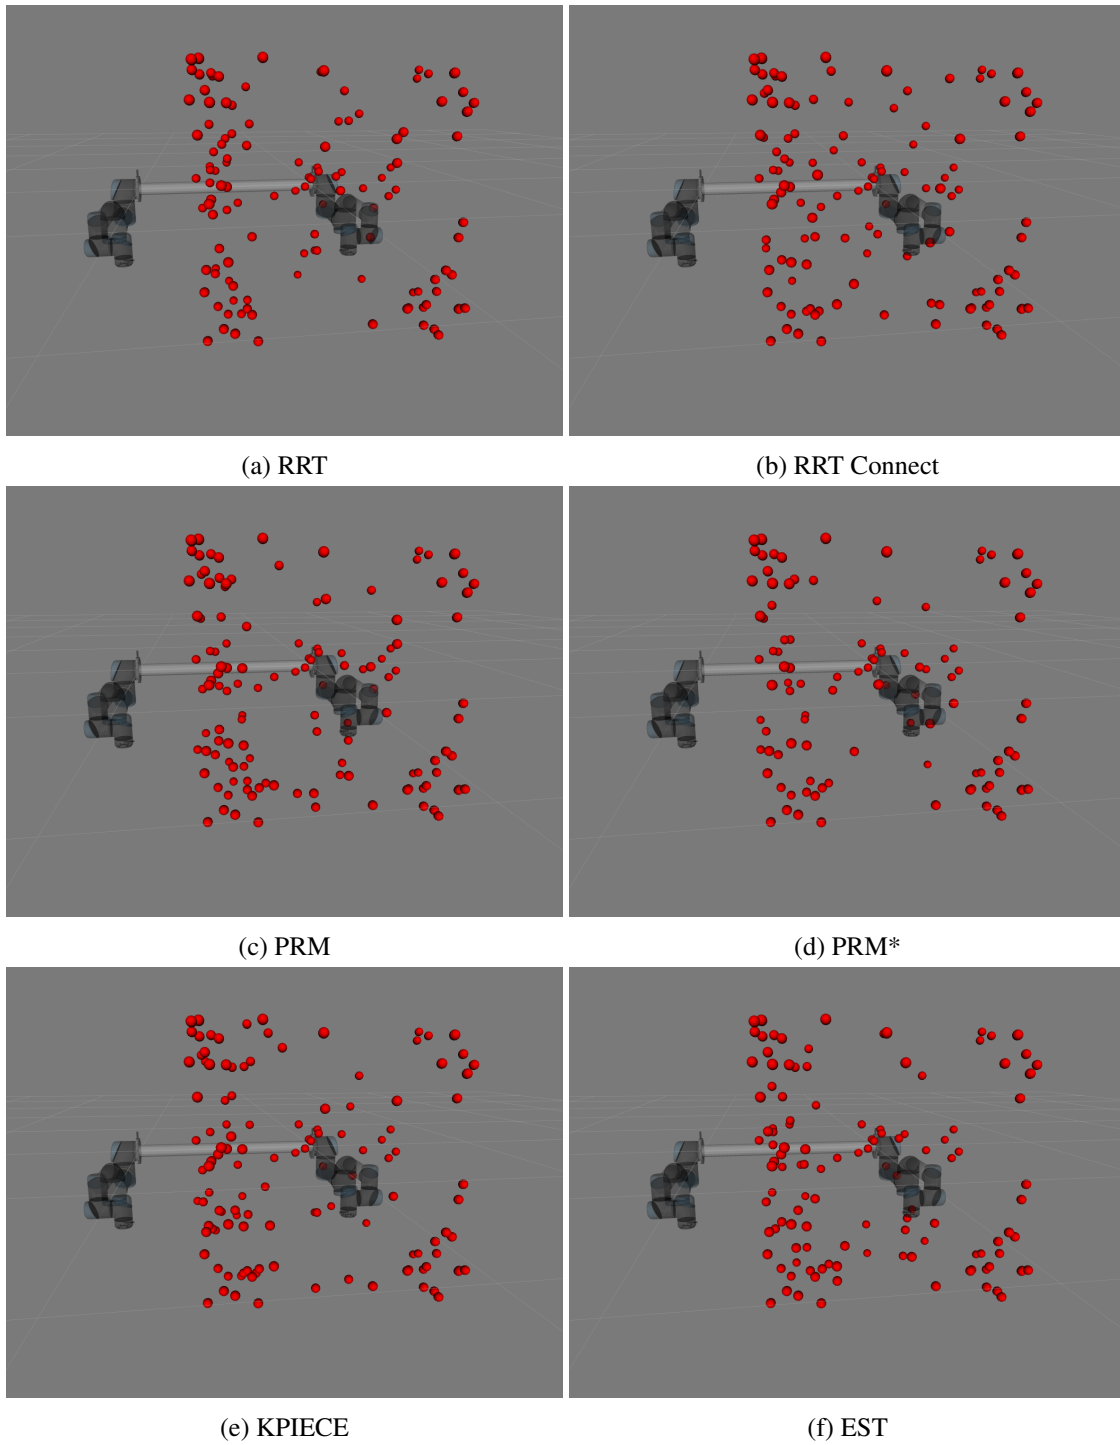 (a) RRT
(b) RRT Connect
(c) PRM
(d) PRM*
(e) KPIECE
(f) EST